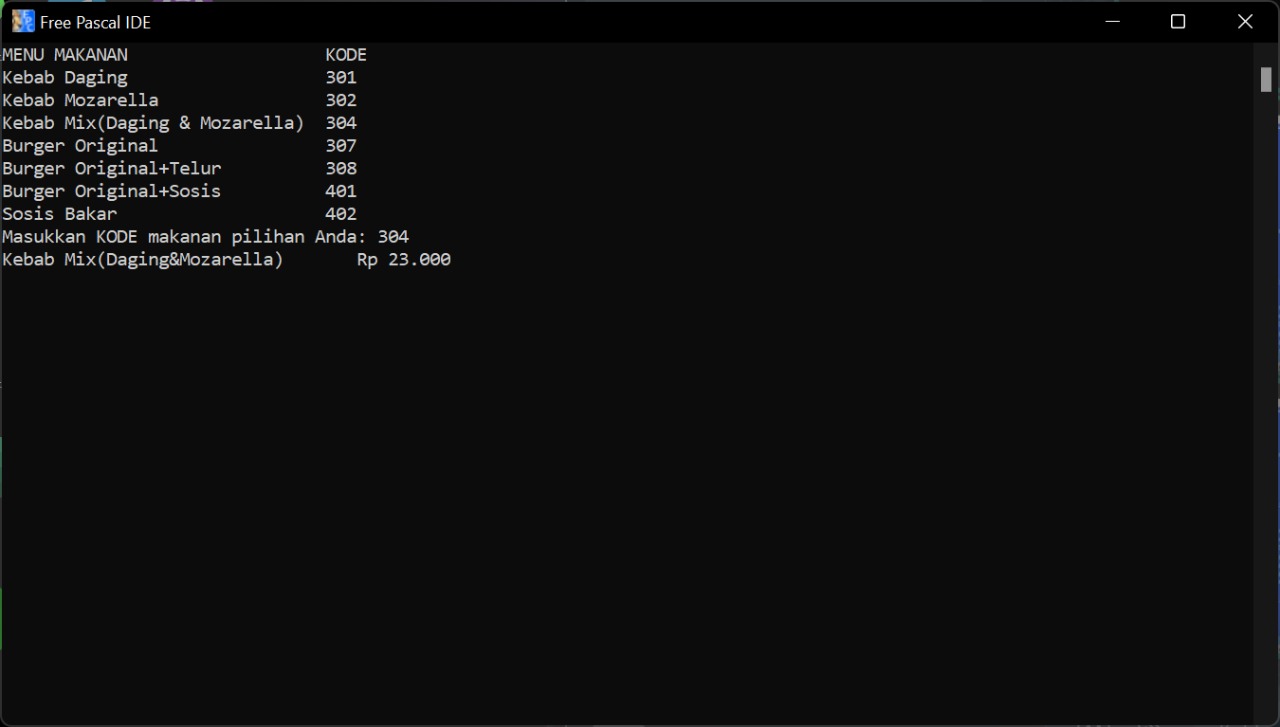 Free Pascal IDE
MENU MAKANAN KODE
Kebab Daging 301
Kebab Mozarella 302
Kebab Mix(Daging & Mozarella) 304
Burger Original 307
Burger Original+Telur 308
Burger Original+Sosis 401
Sosis Bakar 402
Masukkan KODE makanan pilihan Anda: 304
Kebab Mix(Daging&Mozarella) Rp 23.000